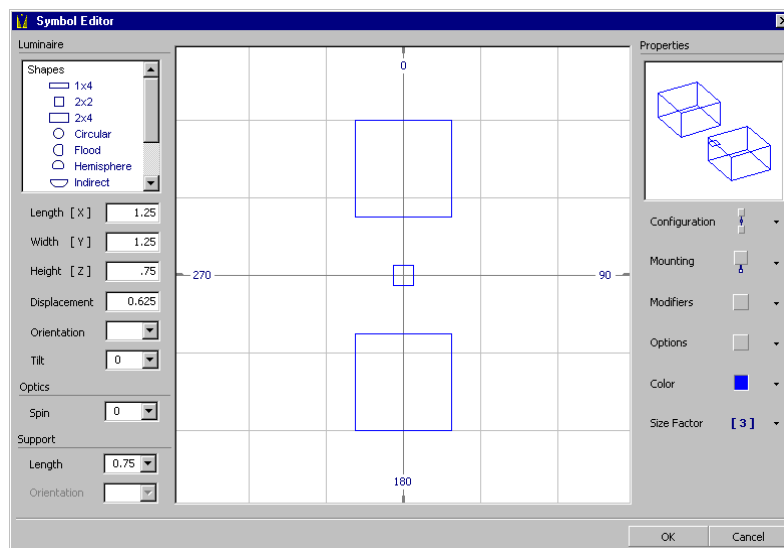 Symbol Editor
Luminaire
Shapes
1x4
2x2
2x4
Circular
Flood
Hemisphere
Indirect
Length [ X ] 1.25
Width [ Y ] 1.25
Height [ Z ] .75
Displacement 0.625
Orientation
Tilt 0
Optics
Spin 0
Support
Length 0.75
Orientation
0
270
90
180
Properties
Configuration
Mounting
Modifiers
Options
Color
Size Factor [ 3 ]
OK Cancel